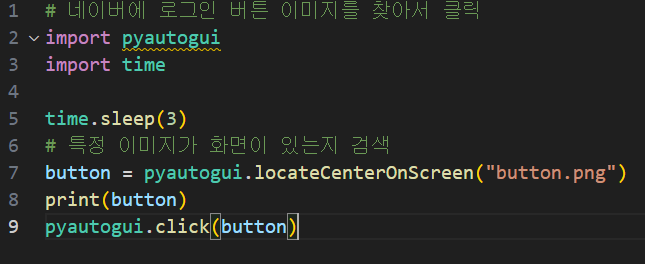 1 # 네이버에 로그인 버튼 이미지를 찾아서 클릭
2 import pyautogui
3 import time
4
5 time.sleep(3)
6 # 특정 이미지가 화면이 있는지 검색
7 button = pyautogui.locateCenterOnScreen("button.png")
8 print(button)
9 pyautogui.click(button)